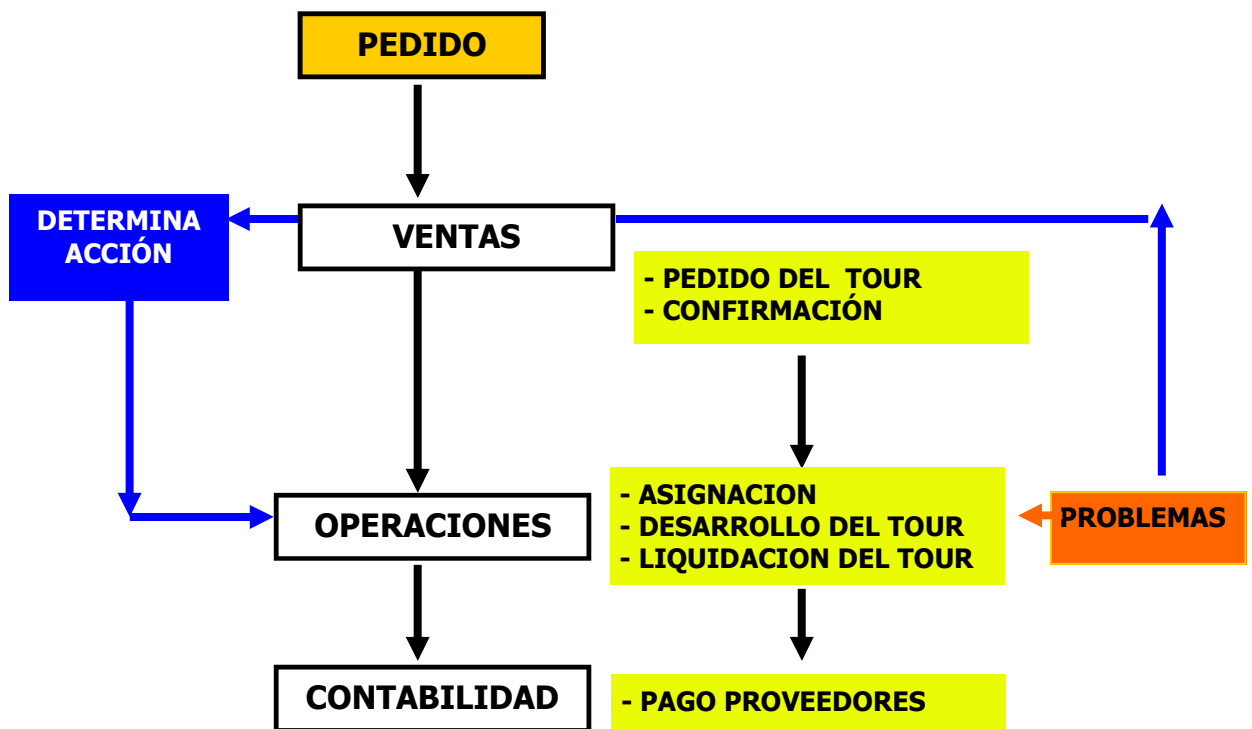 PEDIDO
DETERMINA
ACCIÓN
VENTAS
- PEDIDO DEL  TOUR
- CONFIRMACIÓN
OPERACIONES
- ASIGNACION
- DESARROLLO DEL TOUR
- LIQUIDACION DEL TOUR
PROBLEMAS
CONTABILIDAD
- PAGO PROVEEDORES